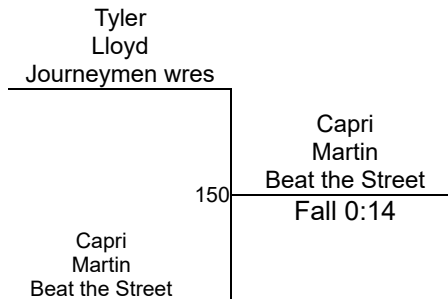 Tyler
Lloyd
Journeymen wres
Capri
Martin
Beat the Street
150
Fall 0:14
Capri
Martin
Beat the Street